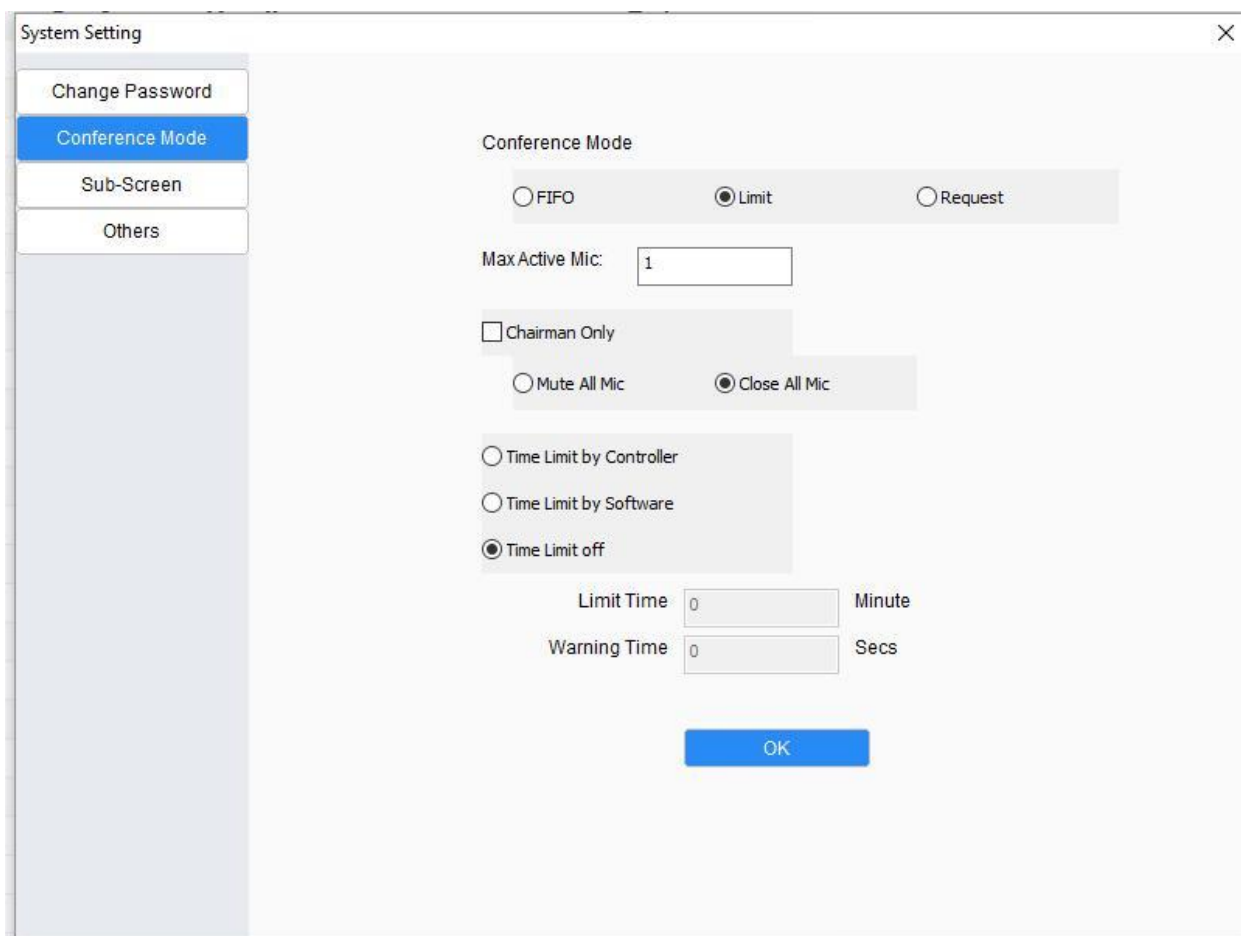 System Setting
Change Password
Conference Mode
Sub-Screen
Others
Conference Mode
FIFO Limit Request
Max Active Mic: 1
Chairman Only
Mute All Mic Close All Mic
Time Limit by Controller
Time Limit by Software
Time Limit off
Limit Time 0 Minute
Warning Time 0 Secs
OK